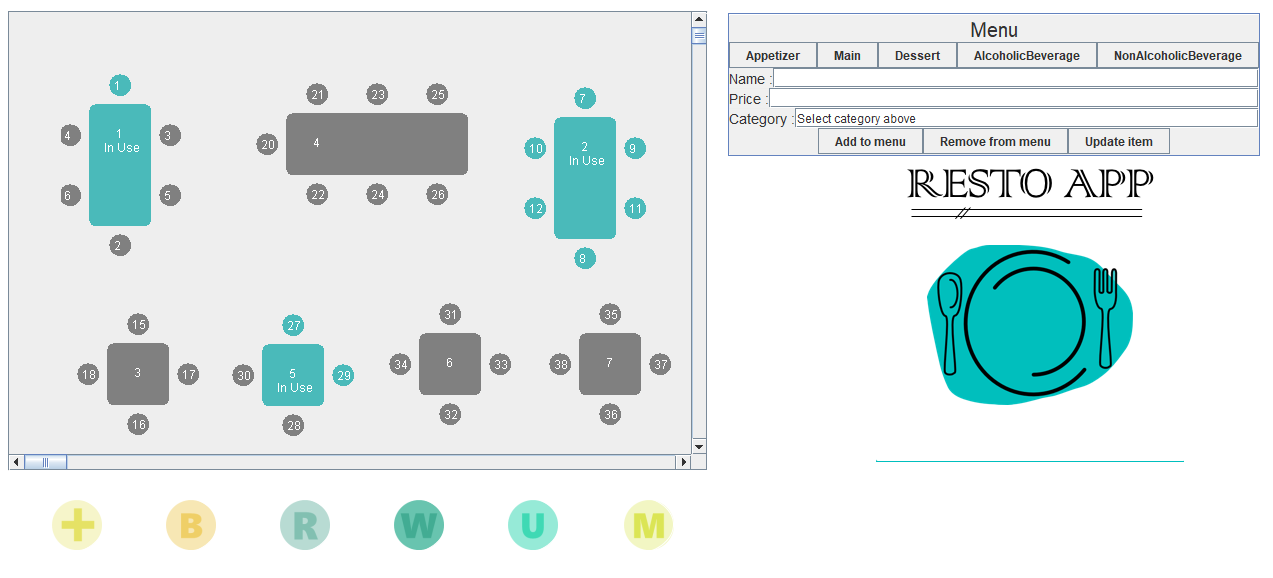 Menu
Appetizer Main Dessert AlcoholicBeverage NonAlcoholicBeverage
Name :
Price :
Category : Select category above
Add to menu Remove from menu Update item
RESTO APP
1
1
In Use
4
3
6
5
2
21 23 25
20
4
22 24 26
7
2
In Use
10
9
12
11
8
15
18
3
17
16
27
30
5
In Use
29
28
31
34
6
33
32
35
38
7
37
36
+ B R W U M